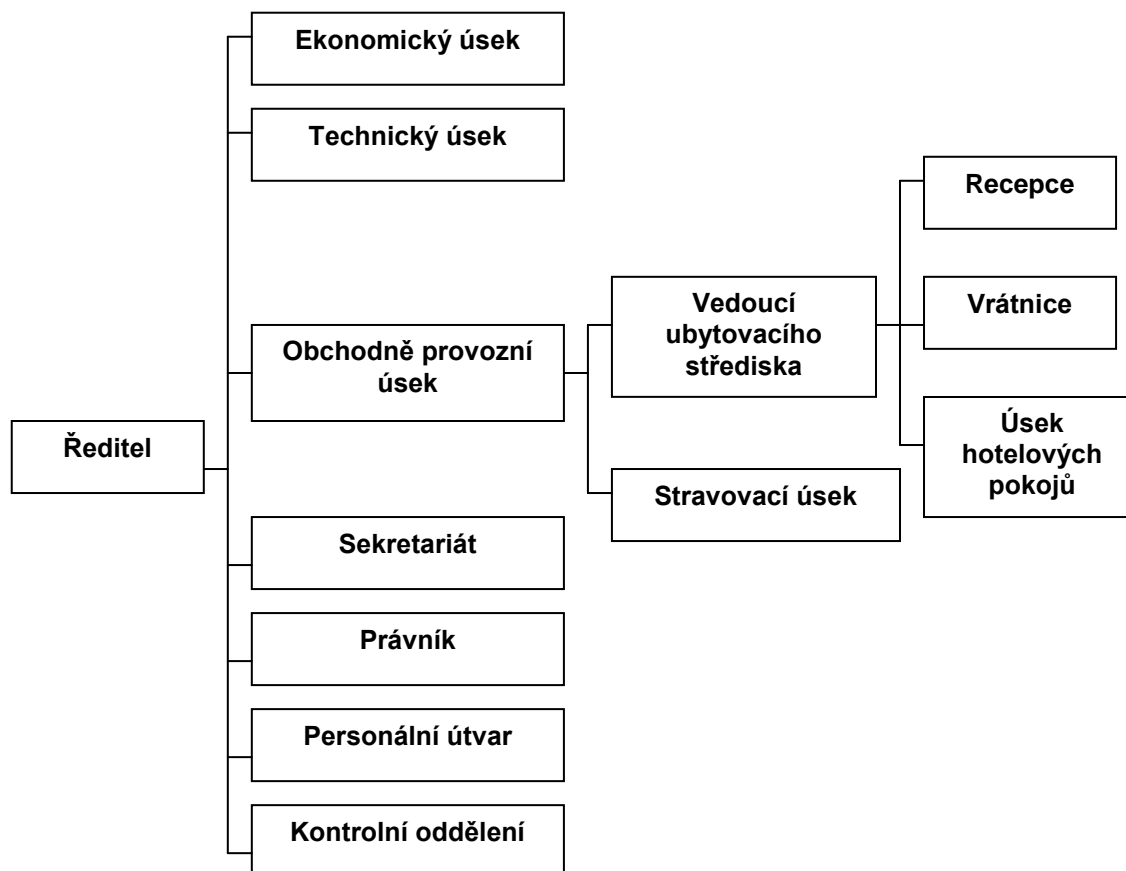 Ekonomický úsek
Technický úsek
Recepce
Vedoucí
ubytovacího
střediska
Vrátnice
Obchodně provozní
úsek
Úsek
hotelových
pokojů
Ředitel
Stravovací úsek
Sekretariát
Právník
Personální útvar
Kontrolní oddělení